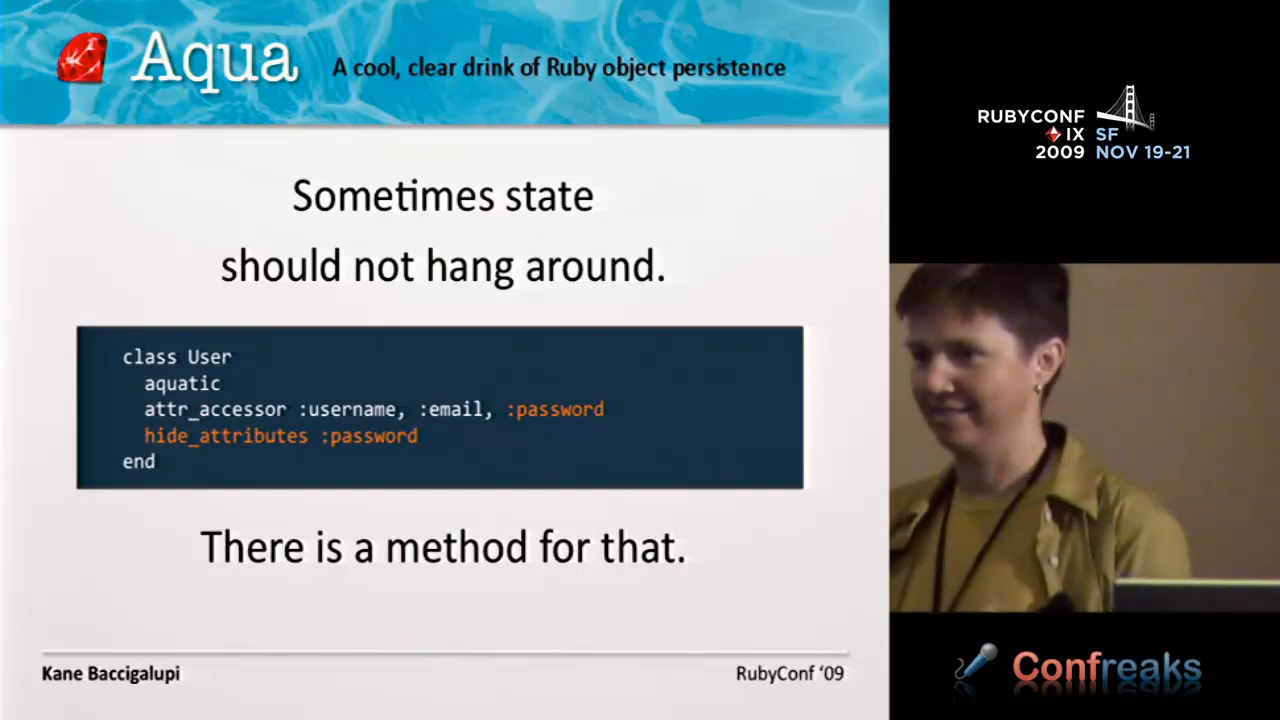 Aqua
A cool, clear drink of Ruby object persistence
Sometimes state
should not hang around.
class User
aquatic
attr_accessor :username, :email, :password
hide_attributes :password
end
There is a method for that.
Kane Baccigalupi
RubyConf ‘09
RUBYCONF
IX SF
2009 NOV 19-21
Confreaks